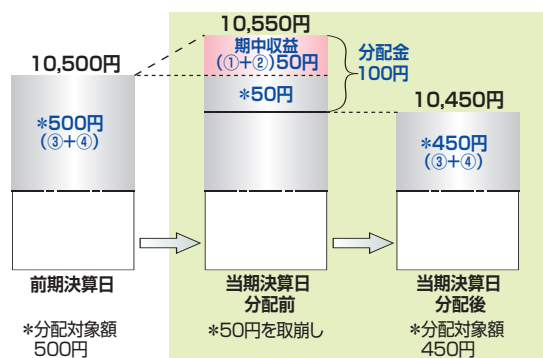 10,500円
*500円
(③+④)
前期決算日
*分配対象額
500円
10,550円
期中収益
(①+②)50円
*50円
分配金
100円
当期決算日
分配前
*50円を取崩し
10,450円
*450円
(③+④)
当期決算日
分配後
*分配対象額
450円